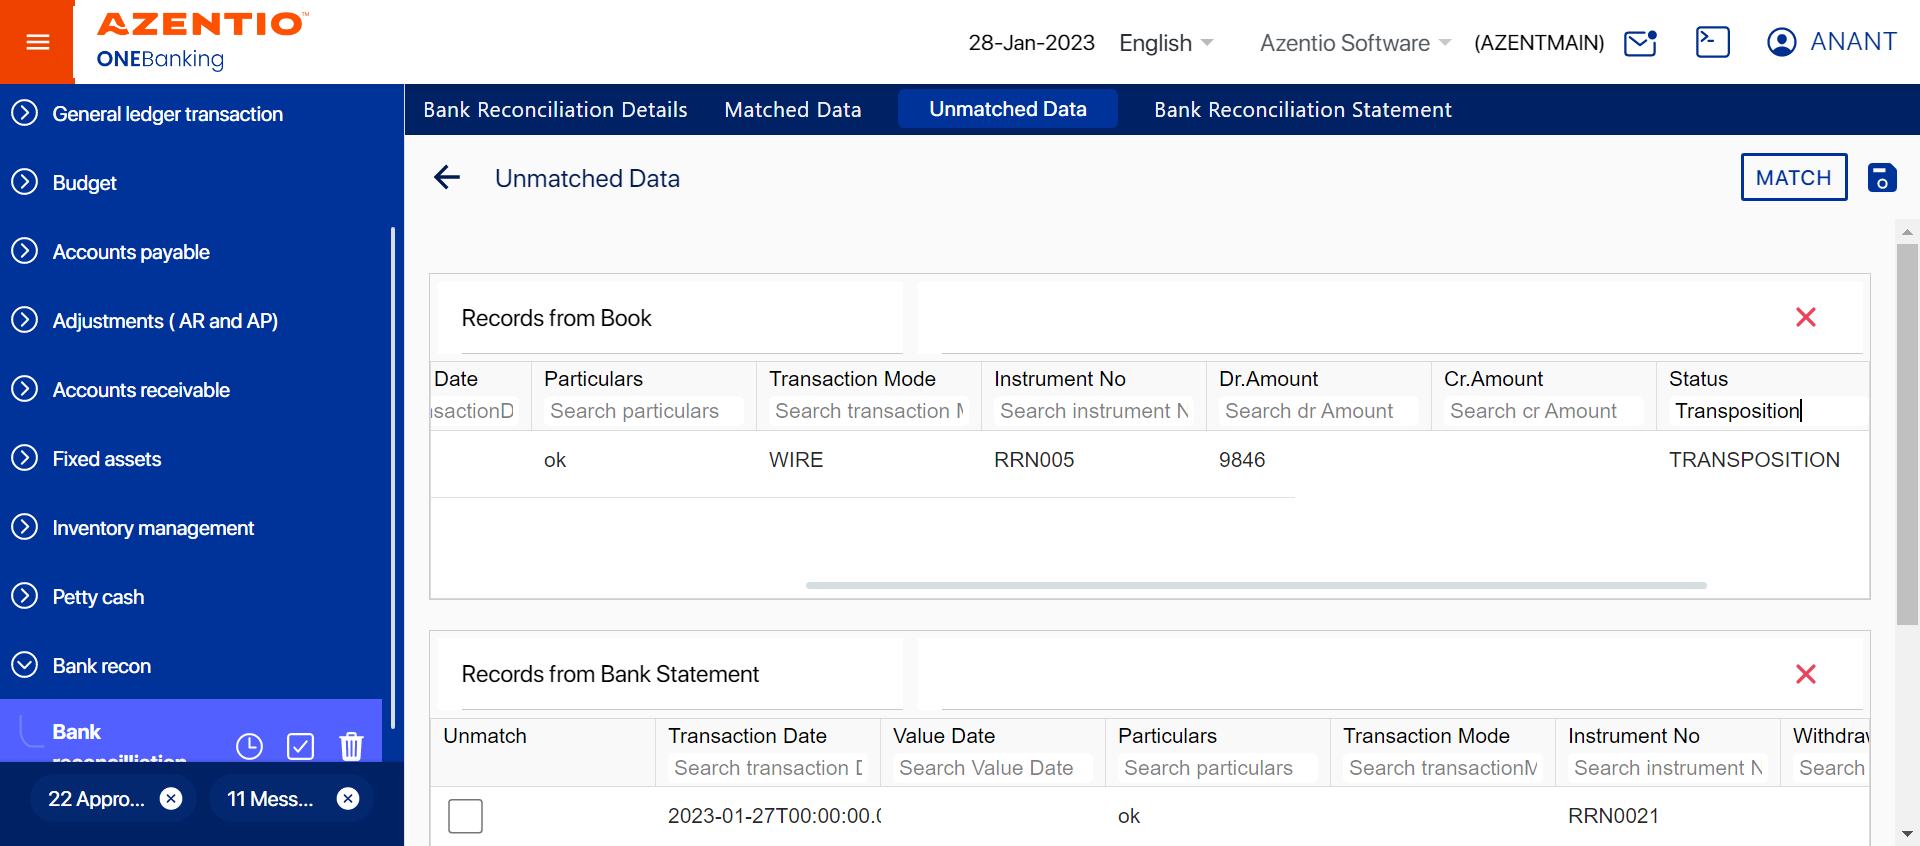 AZENTIO™
ONEBanking
28-Jan-2023
English
Azentio Software
(AZENTMAIN)
ANANT
General ledger transaction
Budget
Accounts payable
Adjustments ( AR and AP)
Accounts receivable
Fixed assets
Inventory management
Petty cash
Bank recon
Bank
reconcilliation
22 Appro...
11 Mess...
Bank Reconciliation Details
Matched Data
Unmatched Data
Bank Reconciliation Statement
Unmatched Data
MATCH
Records from Book
Date Particulars Transaction Mode Instrument No Dr.Amount Cr.Amount Status
Search particulars Search transaction Search instrument Search dr Amount Search cr Amount Transposition
ok WIRE RRN005 9846 TRANSPOSITION
Records from Bank Statement
Unmatch Transaction Date Value Date Particulars Transaction Mode Instrument No
Search transaction Search Value Date Search particulars Search Search instrument Search
2023-01-27T00:00:00. ok RRN0021